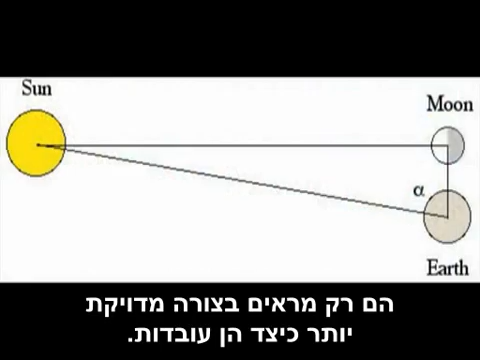 Sun
Moon
α
Earth
הם רק מראים בצורה מדויקת
יותר כיצד הן עובדות.